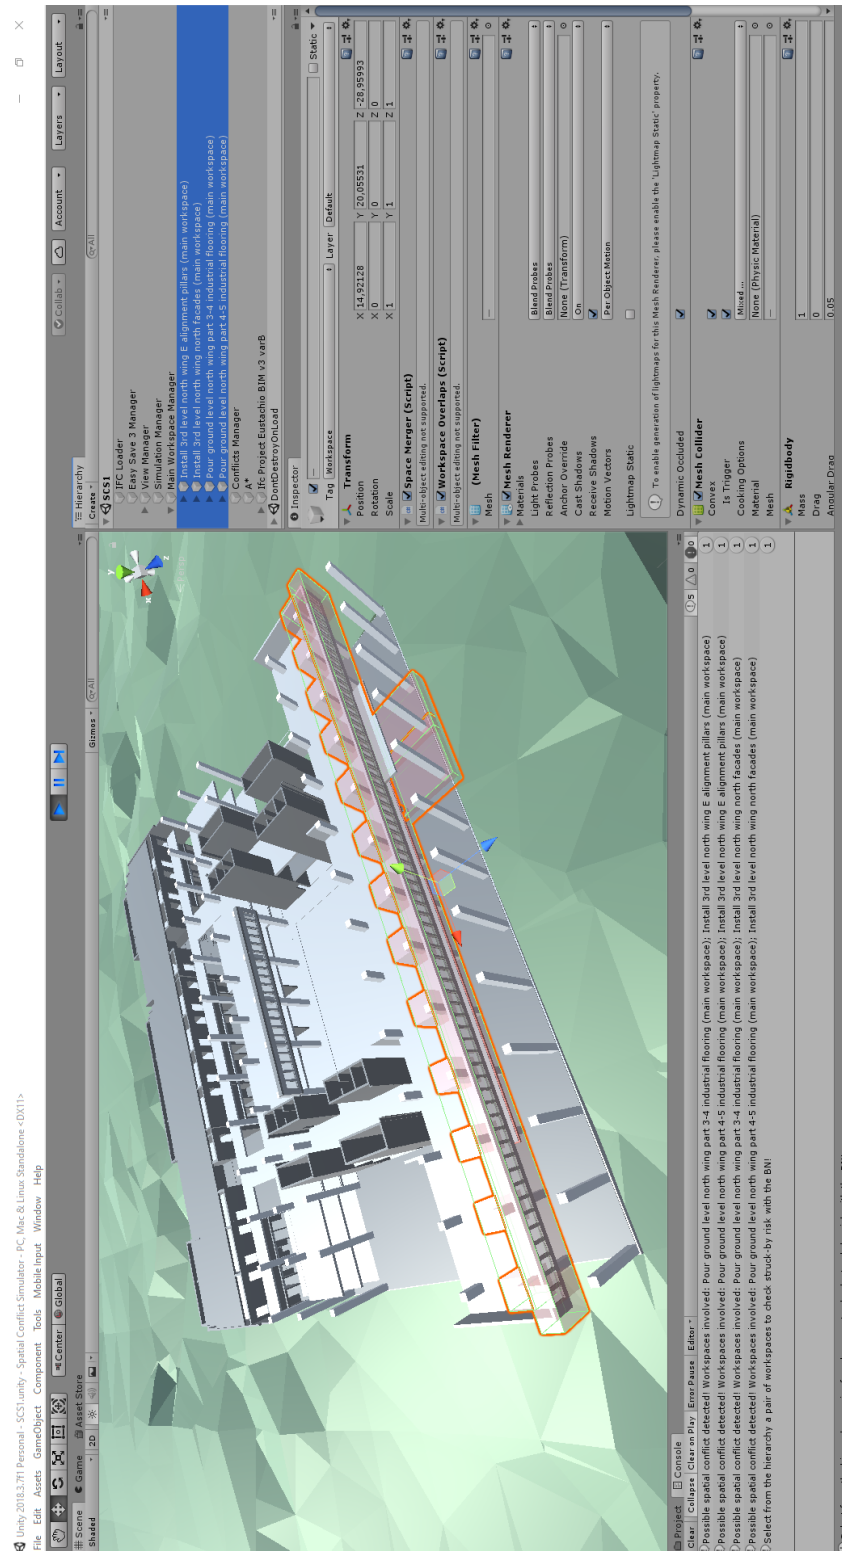 Unity 2018.3.7f1 Personal - SCS1.unity - Spatial Conflict Simulator - PC, Mac & Linux Standalone <DX11>
File Edit Assets GameObject Component Tools Mobile Input Window Help
Center Global
Collab Account Layers Layout
Scene Game Asset Store
Shaded 2D Gizmos All
x
y
z
Hierarchy
Create All
SCS1
IFC Loader
Easy Save 3 Manager
View Manager
Simulation Manager
Main Workspace Manager
Install 3rd level north wing E alignment pillars (main workspace)
Install 3rd level north wing north facades (main workspace)
Pour ground level north wing part 3-4 industrial flooring (main workspace)
Pour ground level north wing part 4-5 industrial flooring (main workspace)
Conflicts Manager
A*
Ifc Project Eustachio BIM v3 varB
DontDestroyOnLoad
Inspector
— Static
Tag Workspace Layer Default
Transform
Position X 14,92128 Y 20,05531 Z -28,95993
Rotation X 0 Y 0 Z 0
Scale X 1 Y 1 Z 1
Space Merger (Script)
Multi-object editing not supported.
Workspace Overlaps (Script)
Multi-object editing not supported.
(Mesh Filter)
Mesh —
Mesh Renderer
Materials
Light Probes Blend Probes
Reflection Probes Blend Probes
Anchor Override None (Transform)
Cast Shadows On
Receive Shadows
Motion Vectors Per Object Motion
Lightmap Static
To enable generation of lightmaps for this Mesh Renderer, please enable the 'Lightmap Static' property.
Dynamic Occluded
Mesh Collider
Convex
Is Trigger
Cooking Options Mixed ...
Material None (Physic Material)
Mesh —
Rigidbody
Mass 1
Drag 0
Angular Drag 0.05
Project Console
Clear Collapse Clear on Play Error Pause Editor 5 0 0
Possible spatial conflict detected! Workspaces involved: Pour ground level north wing part 3-4 industrial flooring (main workspace); Install 3rd level north wing E alignment pillars (main workspace) 1
Possible spatial conflict detected! Workspaces involved: Pour ground level north wing part 4-5 industrial flooring (main workspace); Install 3rd level north wing E alignment pillars (main workspace) 1
Possible spatial conflict detected! Workspaces involved: Pour ground level north wing part 3-4 industrial flooring (main workspace); Install 3rd level north wing north facades (main workspace) 1
Possible spatial conflict detected! Workspaces involved: Pour ground level north wing part 4-5 industrial flooring (main workspace); Install 3rd level north wing north facades (main workspace) 1
Select from the hierarchy a pair of workspaces to check struck-by risk with the BN! 1